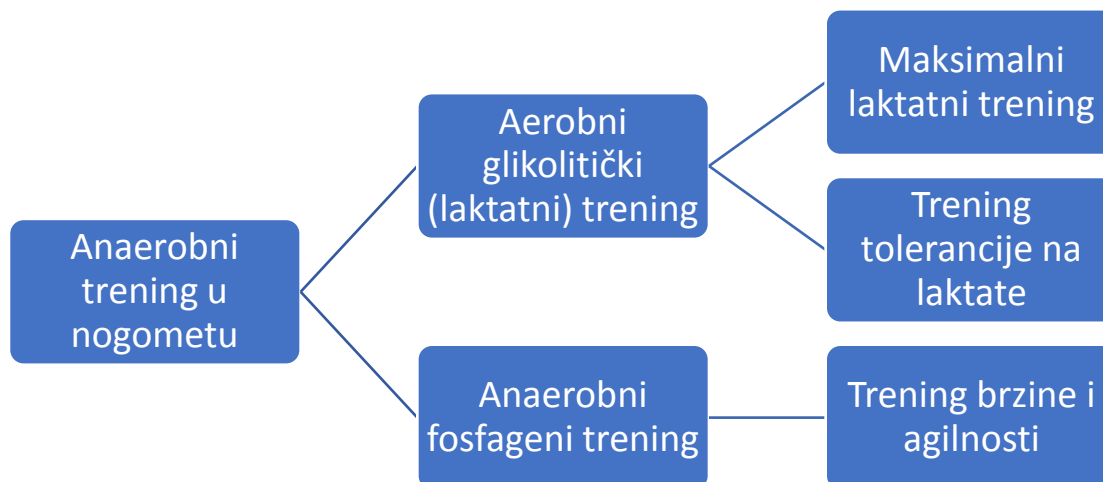 Anaerobni
trening u
nogometu
Aerobni
glikolitički
(laktatni) trening
Anaerobni
fosfageni trening
Maksimalni
laktatni trening
Trening
tolerancije na
laktate
Trening brzine i
agilnosti